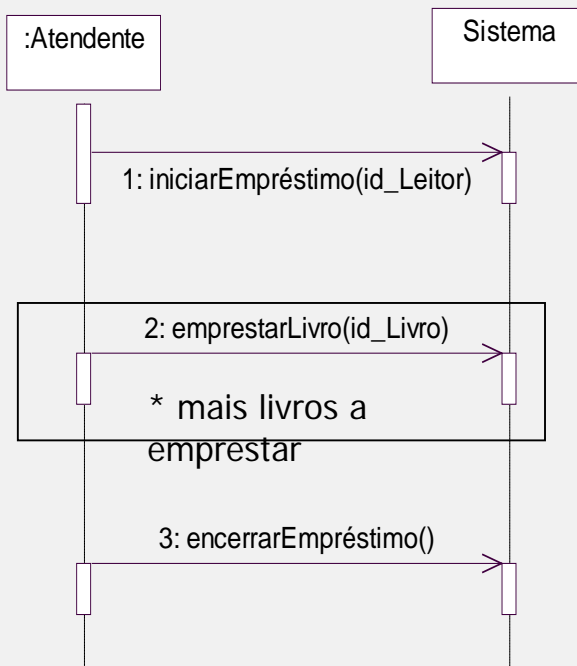 :Atendente
Sistema
1: iniciarEmpréstimo(id_Leitor)
2: emprestarLivro(id_Livro)
* mais livros a
emprestar
3: encerrarEmpréstimo()